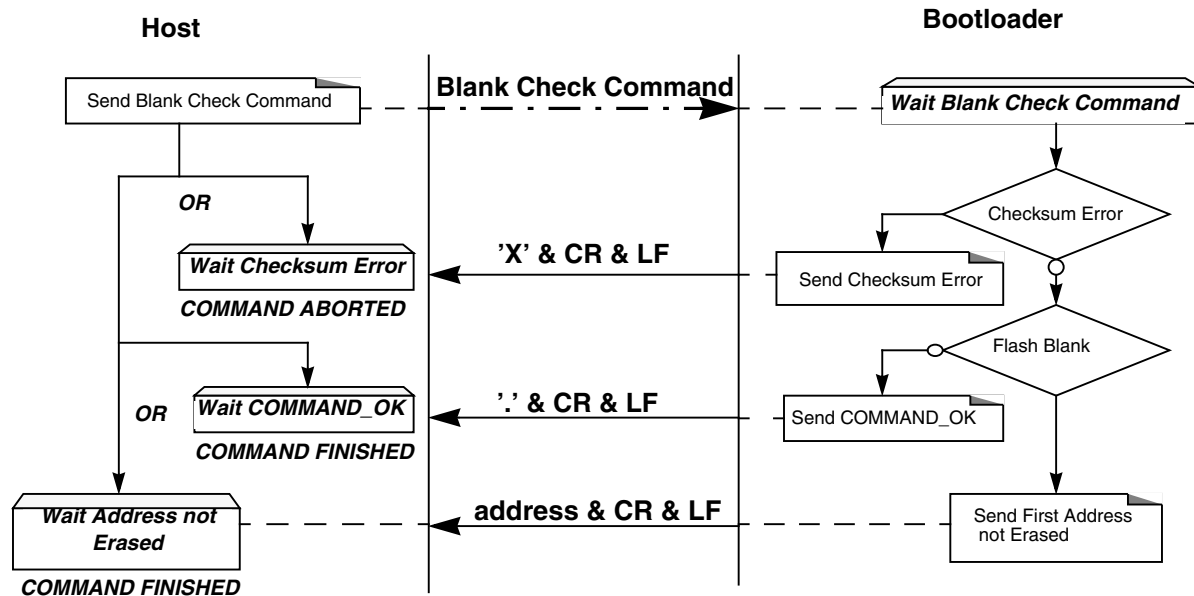 Host
Bootloader
Send Blank Check Command
Blank Check Command
Wait Blank Check Command
OR
Checksum Error
Wait Checksum Error
’X’ & CR & LF
Send Checksum Error
COMMAND ABORTED
Flash Blank
OR
Wait COMMAND_OK
’.’ & CR & LF
Send COMMAND_OK
COMMAND FINISHED
Wait Address not
Erased
address & CR & LF
Send First Address
not Erased
COMMAND FINISHED